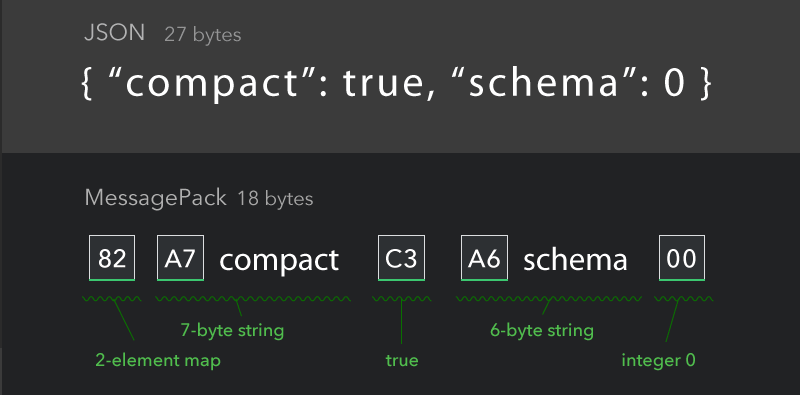 JSON 27 bytes
{ “compact”: true, “schema”: 0 }
MessagePack 18 bytes
82 A7 compact C3 A6 schema 00
7-byte string 6-byte string
2-element map true integer 0